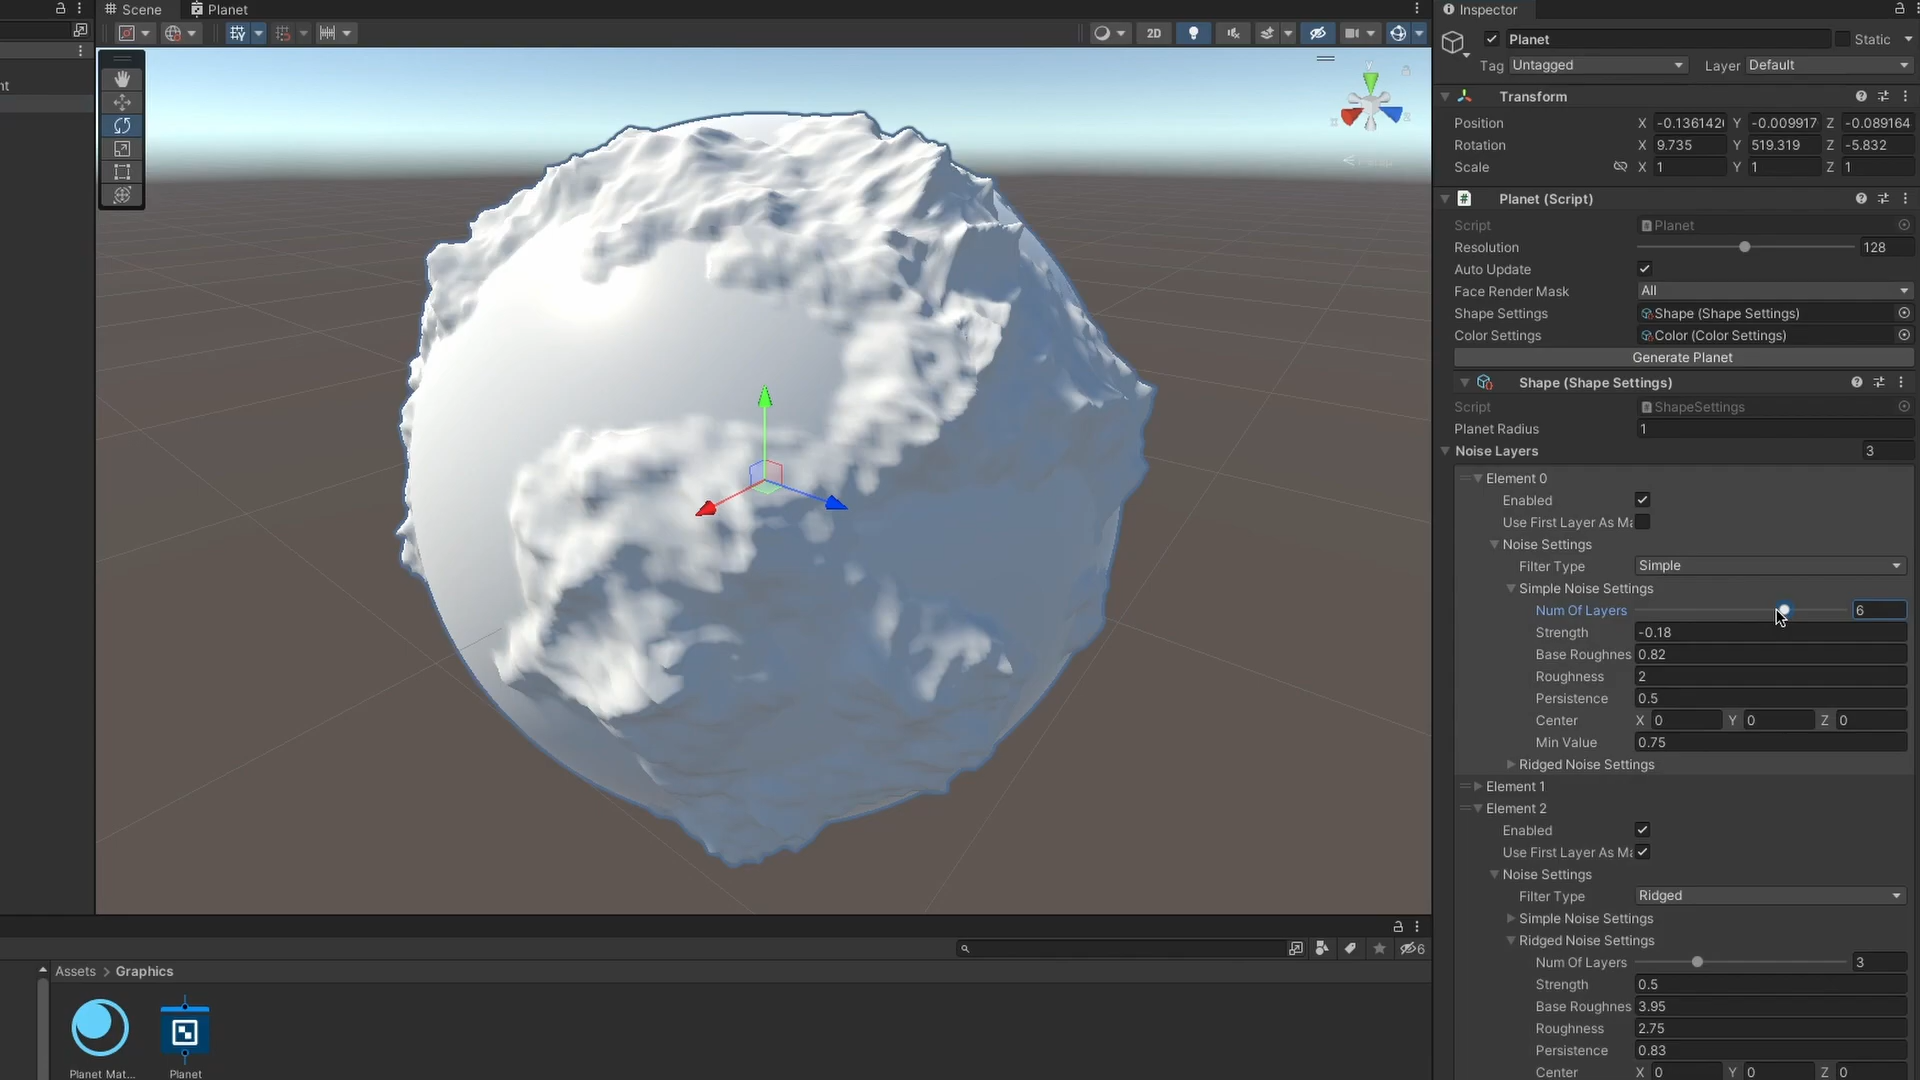 Scene
Planet
Inspector
2D
Planet
Static
Tag Untagged
Layer Default
nt
y
Persp
Transform
Position X -0.136142 Y -0.009917 Z -0.089164
Rotation X 9.735 Y 519.319 Z -5.832
Scale X 1 Y 1 Z 1
# Planet (Script)
Script Planet
Resolution 128
Auto Update
Face Render Mask All
Shape Settings Shape (Shape Settings)
Color Settings Color (Color Settings)
Generate Planet
Shape (Shape Settings)
Script ShapeSettings
Planet Radius 1
Noise Layers 3
Element 0
Enabled
Use First Layer As Ma
Noise Settings
Filter Type Simple
Simple Noise Settings
Num Of Layers 6
Strength -0.18
Base Roughnes 0.82
Roughness 2
Persistence 0.5
Center X 0 Y 0 Z 0
Min Value 0.75
Ridged Noise Settings
Element 1
Element 2
Enabled
Use First Layer As Ma
Noise Settings
Filter Type Ridged
Simple Noise Settings
Ridged Noise Settings
Num Of Layers 3
Strength 0.5
Base Roughnes 3.95
Roughness 2.75
Persistence 0.83
Center X 0 Y 0 Z 0
6
Assets > Graphics
Planet Mat...
Planet